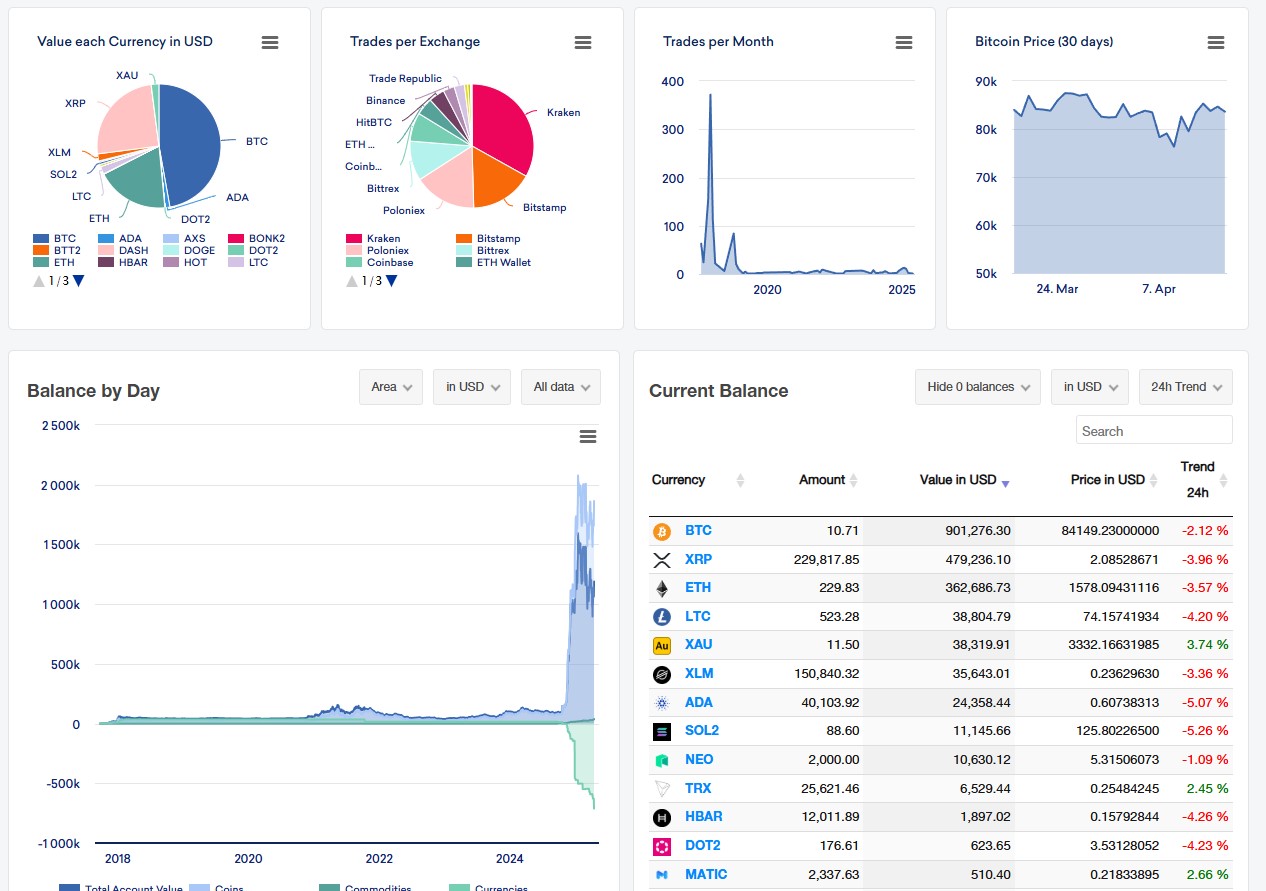 Value each Currency in USD
XAU
XRP
BTC
XLM
SOL2
LTC
ADA
ETH
DOT2
BTC ADA AXS BONK2
BTT2 DASH DOGE DOT2
ETH HBAR HOT LTC
1 / 3
Trades per Exchange
Trade Republic
Binance
Kraken
HitBTC
ETH ...
Coinb...
Bittrex
Poloniex
Bitstamp
Kraken Bitstamp
Poloniex Bittrex
Coinbase ETH Wallet
1 / 3
Trades per Month
400
300
200
100
0
2020 2025
Bitcoin Price (30 days)
90k
80k
70k
60k
50k
24. Mar 7. Apr
Balance by Day
Area in USD All data
2 500k
2 000k
1 500k
1 000k
500k
0
-500k
-1 000k
2018 2020 2022 2024
Total Account Value Coins Commodities Currencies
Current Balance
Hide 0 balances in USD 24h Trend
Search
Currency Amount Value in USD Price in USD Trend 24h
BTC 10.71 901,276.30 84149.23000000 -2.12 %
XRP 229,817.85 479,236.10 2.08528671 -3.96 %
ETH 229.83 362,686.73 1578.09431116 -3.57 %
LTC 523.28 38,804.79 74.15741934 -4.20 %
Au XAU 11.50 38,319.91 3332.16631985 3.74 %
XLM 150,840.32 35,643.01 0.23629630 -3.36 %
ADA 40,103.92 24,358.44 0.60738313 -5.07 %
SOL2 88.60 11,145.66 125.80226500 -5.26 %
NEO 2,000.00 10,630.12 5.31506073 -1.09 %
TRX 25,621.46 6,529.44 0.25484245 2.45 %
HBAR 12,011.89 1,897.02 0.15792844 -4.26 %
DOT2 176.61 623.65 3.53128052 -4.23 %
MATIC 2,337.63 510.40 0.21833895 2.66 %